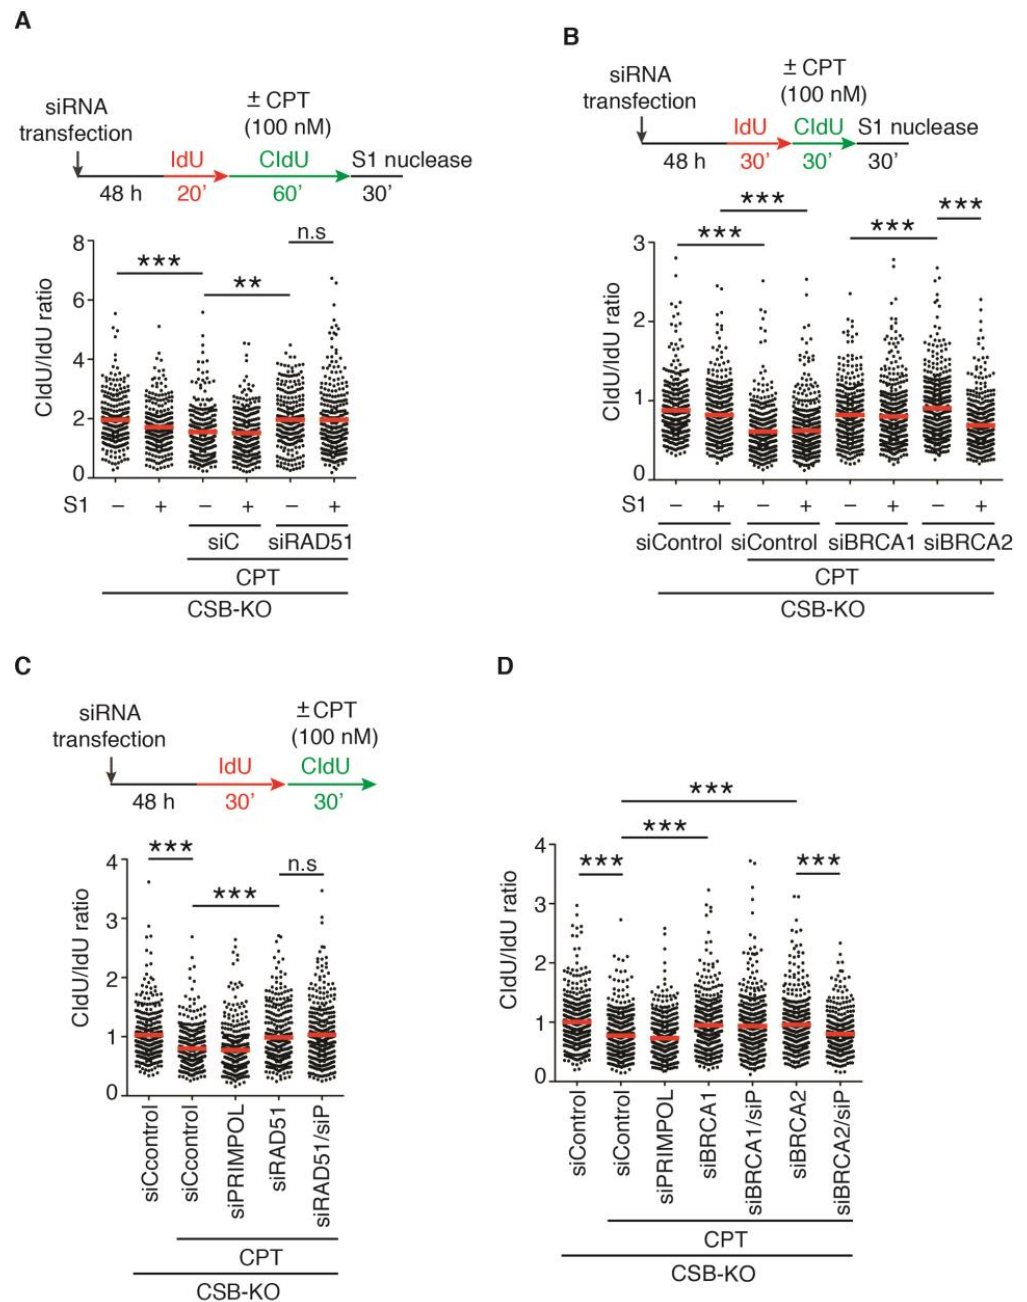 A
siRNA
transfection
± CPT
(100 nM)
IdU
CldU
S1 nuclease
48 h
20'
60'
30'
***
**
n.s
CldU/IdU ratio
8
6
4
2
0
S1
– + – + – +
siC siRAD51
CPT
CSB-KO
B
siRNA
transfection
± CPT
(100 nM)
IdU
CldU
S1 nuclease
48 h
30'
30'
30'
***
***
***
***
CldU/IdU ratio
3
2
1
0
S1
– + – + – + – +
siControl siControl siBRCA1 siBRCA2
CPT
CSB-KO
C
siRNA
transfection
± CPT
(100 nM)
IdU
CldU
48 h
30'
30'
***
***
n.s
CldU/IdU ratio
4
3
2
1
0
siCcontrol
siCcontrol
siPRIMPOL
siRAD51
siRAD51/siP
CPT
CSB-KO
D
***
***
***
***
CldU/IdU ratio
4
3
2
1
0
siControl
siControl
siPRIMPOL
siBRCA1
siBRCA1/siP
siBRCA2
siBRCA2/siP
CPT
CSB-KO